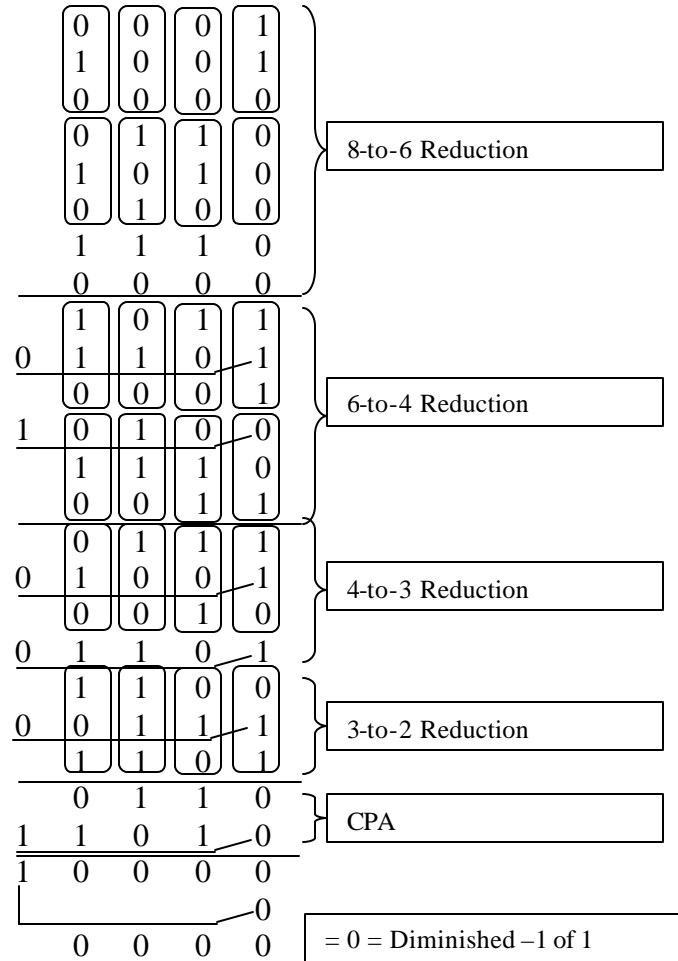 0 0 0 1
1 0 0 1
0 0 0 0
0 1 1 0
8-to-6 Reduction
1 0 1 0
0 1 0 0
1 1 1 0
0 0 0 0
1 0 1 1
0 1 1 0 1
0 0 0 1
6-to-4 Reduction
1 0 1 0 0
1 1 1 0
0 0 1 1
0 1 1 1
0 1 0 0 1
4-to-3 Reduction
0 0 1 0
0 1 1 0 1
1 1 0 0
0 0 1 1 1
3-to-2 Reduction
1 1 0 1
0 1 1 0
CPA
1 1 0 1 0
1 0 0 0 0
0
0 0 0 0
= 0 = Diminished –1 of 1